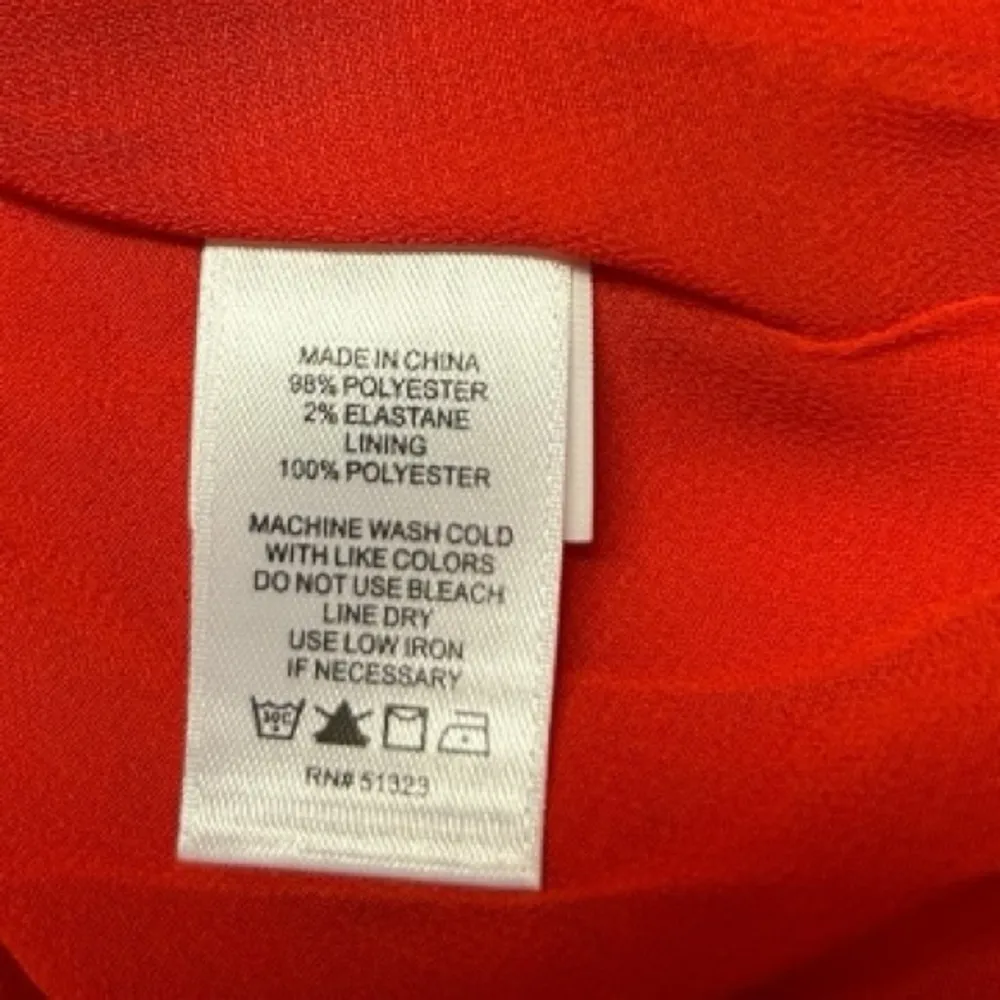 MADE IN CHINA
98% POLYESTER
2% ELASTANE
LINING
100% POLYESTER
MACHINE WASH COLD
WITH LIKE COLORS
DO NOT USE BLEACH
LINE DRY
USE LOW IRON
IF NECESSARY
30C
RN# 51323